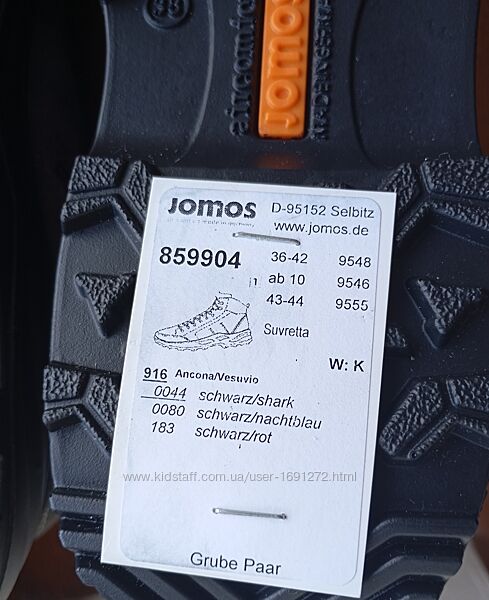 aircomfort
jomos
jomos D-95152 Selbitz
www.jomos.de
859904 36-42 9548
ab 10 9546
43-44 9555
Suvretta
W: K
916 Ancona/Vesuvio
0044 schwarz/shark
0080 schwarz/nachtblau
183 schwarz/rot
www.kidstaff.com.ua/user-1691272.html
Grube Paar